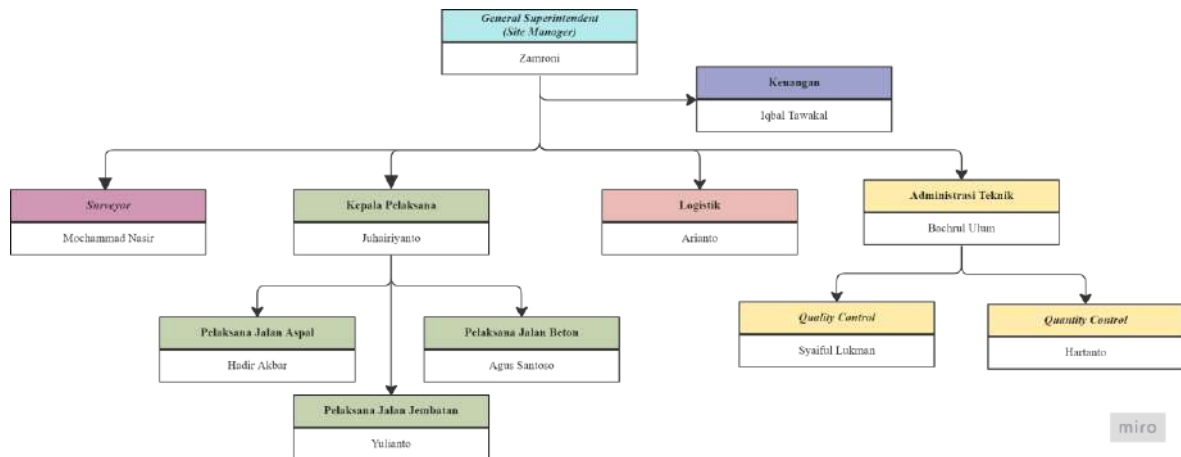 General Superintendent
(Site Manager)
Zamroni
Keuangan
Iqbal Tawakal
Surveyor
Mochammad Nasir
Kepala Pelaksana
Juhairiyanto
Logistik
Arianto
Administrasi Teknik
Bachrul Ulum
Pelaksana Jalan Aspal
Hadir Akbar
Pelaksana Jalan Beton
Agus Santoso
Quality Control
Syaiful Lukman
Quantity Control
Hartanto
Pelaksana Jalan Jembatan
Yulianto
miro